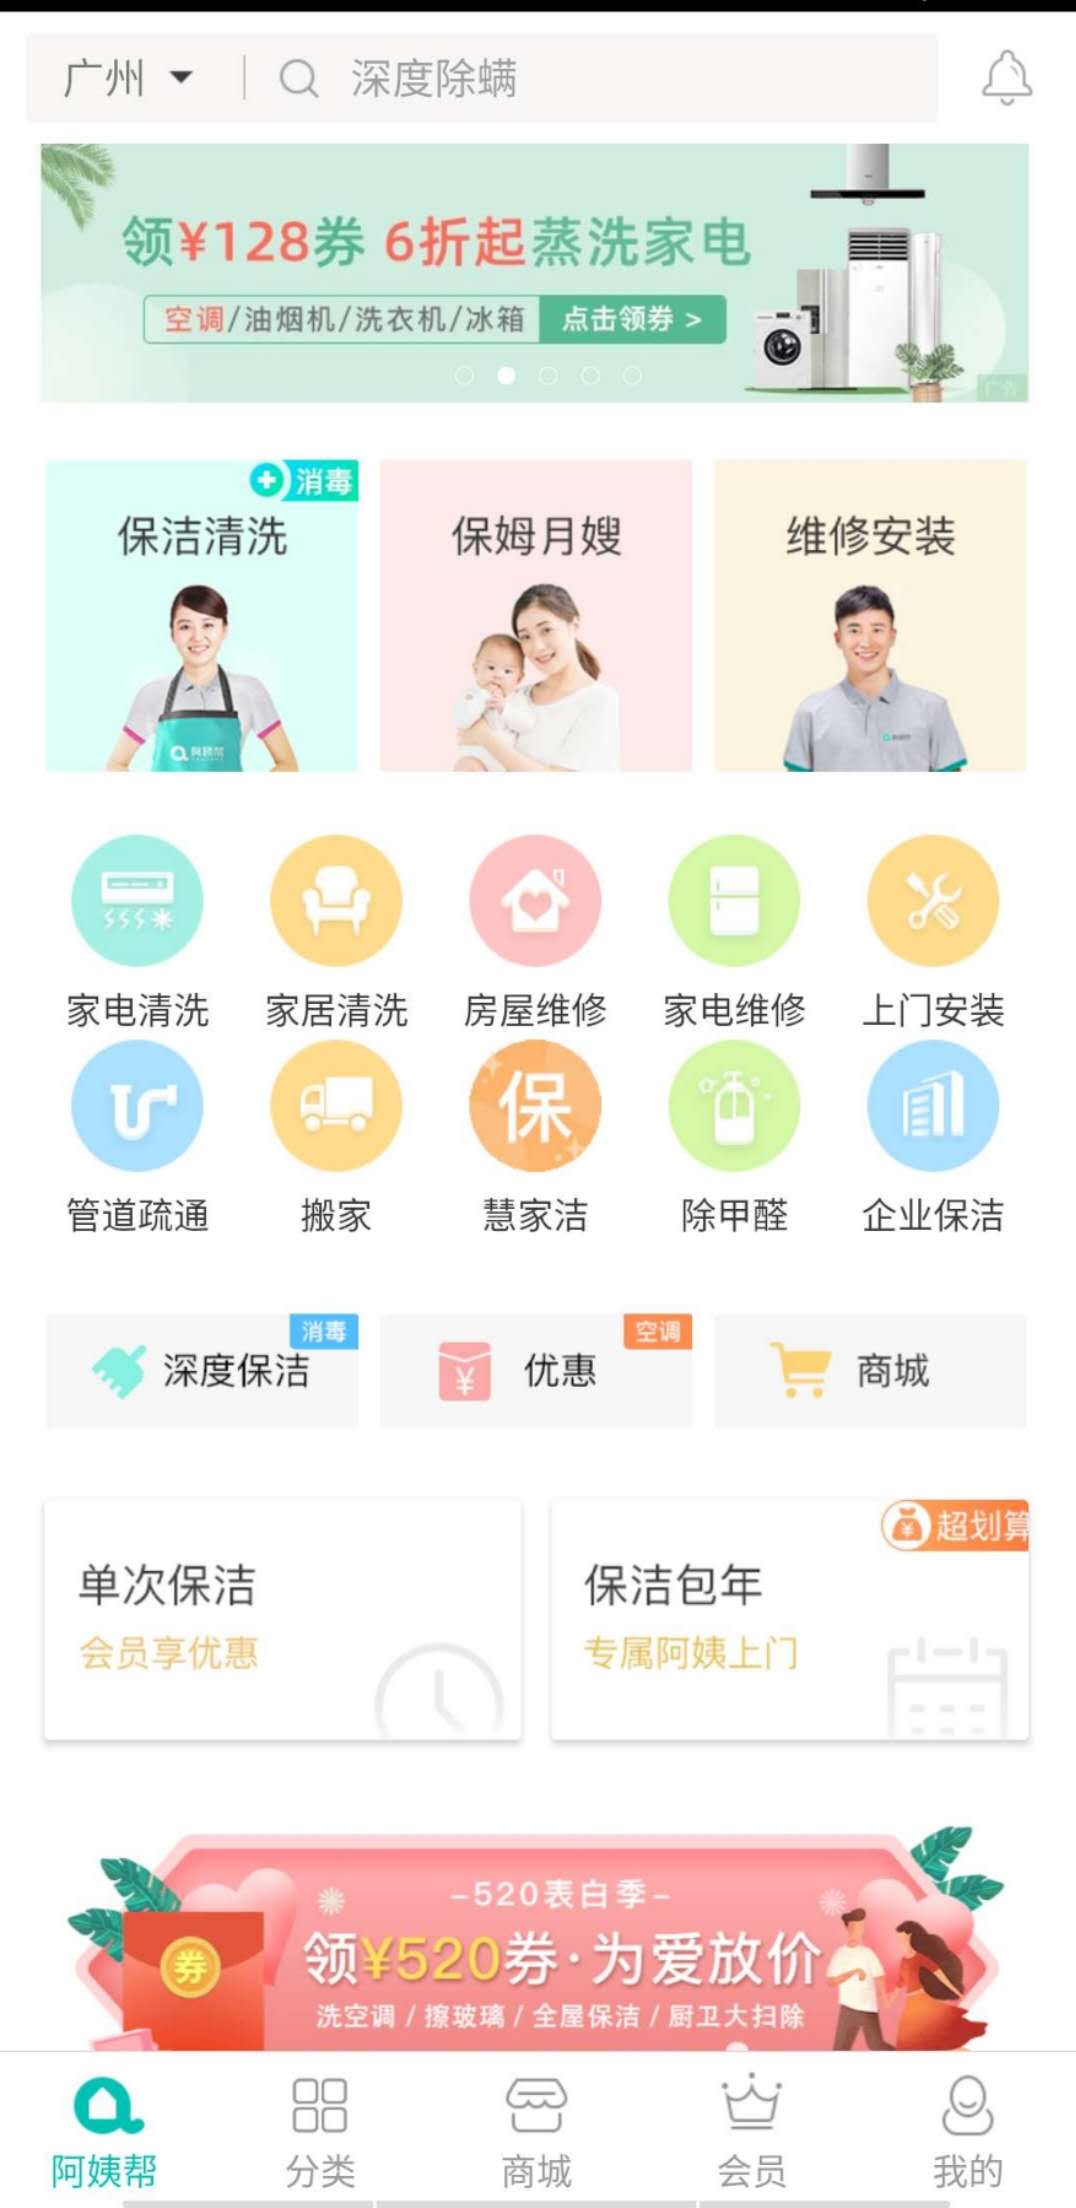 广州 深度除螨
领¥128券 6折起蒸洗家电
空调/油烟机/洗衣机/冰箱 点击领券 >
广告
消毒
保洁清洗 保姆月嫂 维修安装
阿姨帮
家电清洗 家居清洗 房屋维修 家电维修 上门安装
保
管道疏通 搬家 慧家洁 除甲醛 企业保洁
消毒 空调
深度保洁 ¥ 优惠 商城
¥ 超划算
单次保洁 保洁包年
会员享优惠 专属阿姨上门
-520表白季-
券 领¥520券·为爱放价
洗空调 / 擦玻璃 / 全屋保洁 / 厨卫大扫除
阿姨帮 分类 商城 会员 我的